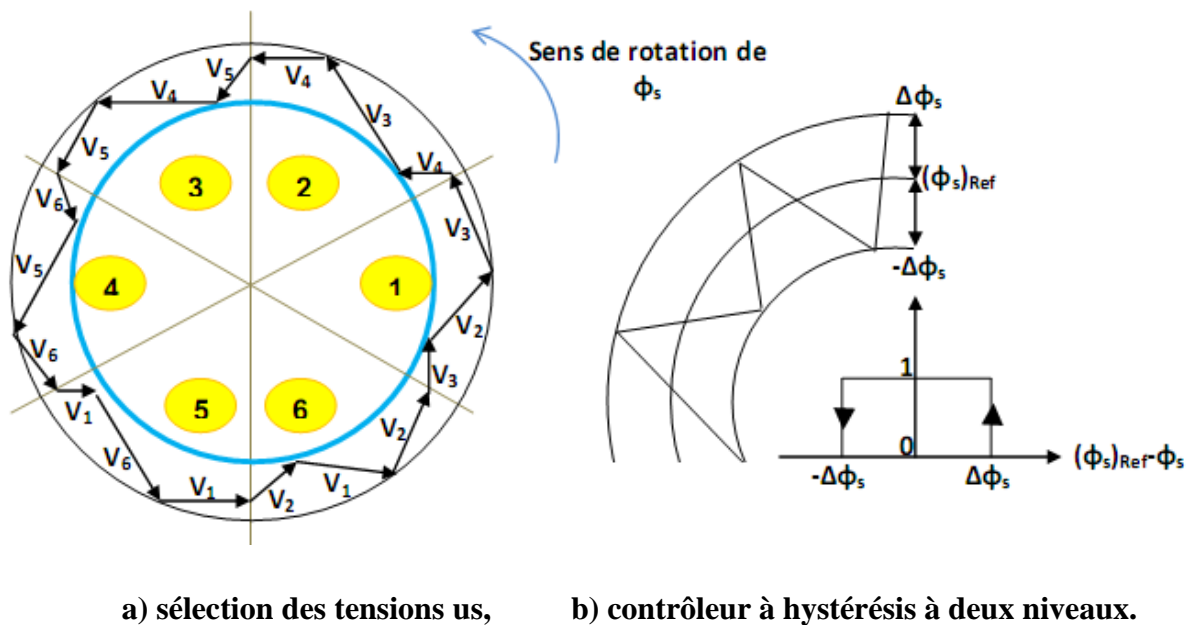 Sens de rotation de
ϕs
V5
V4
V4
V5
V3
V4
V3
V6
V5
V2
V6
V3
V1
V6
V2
V1
V2
V1
3
2
4
1
5
6
Δϕs
(ϕs)Ref
-Δϕs
1
0
-Δϕs
Δϕs
(ϕs)Ref-ϕs
a) sélection des tensions us,
b) contrôleur à hystérésis à deux niveaux.